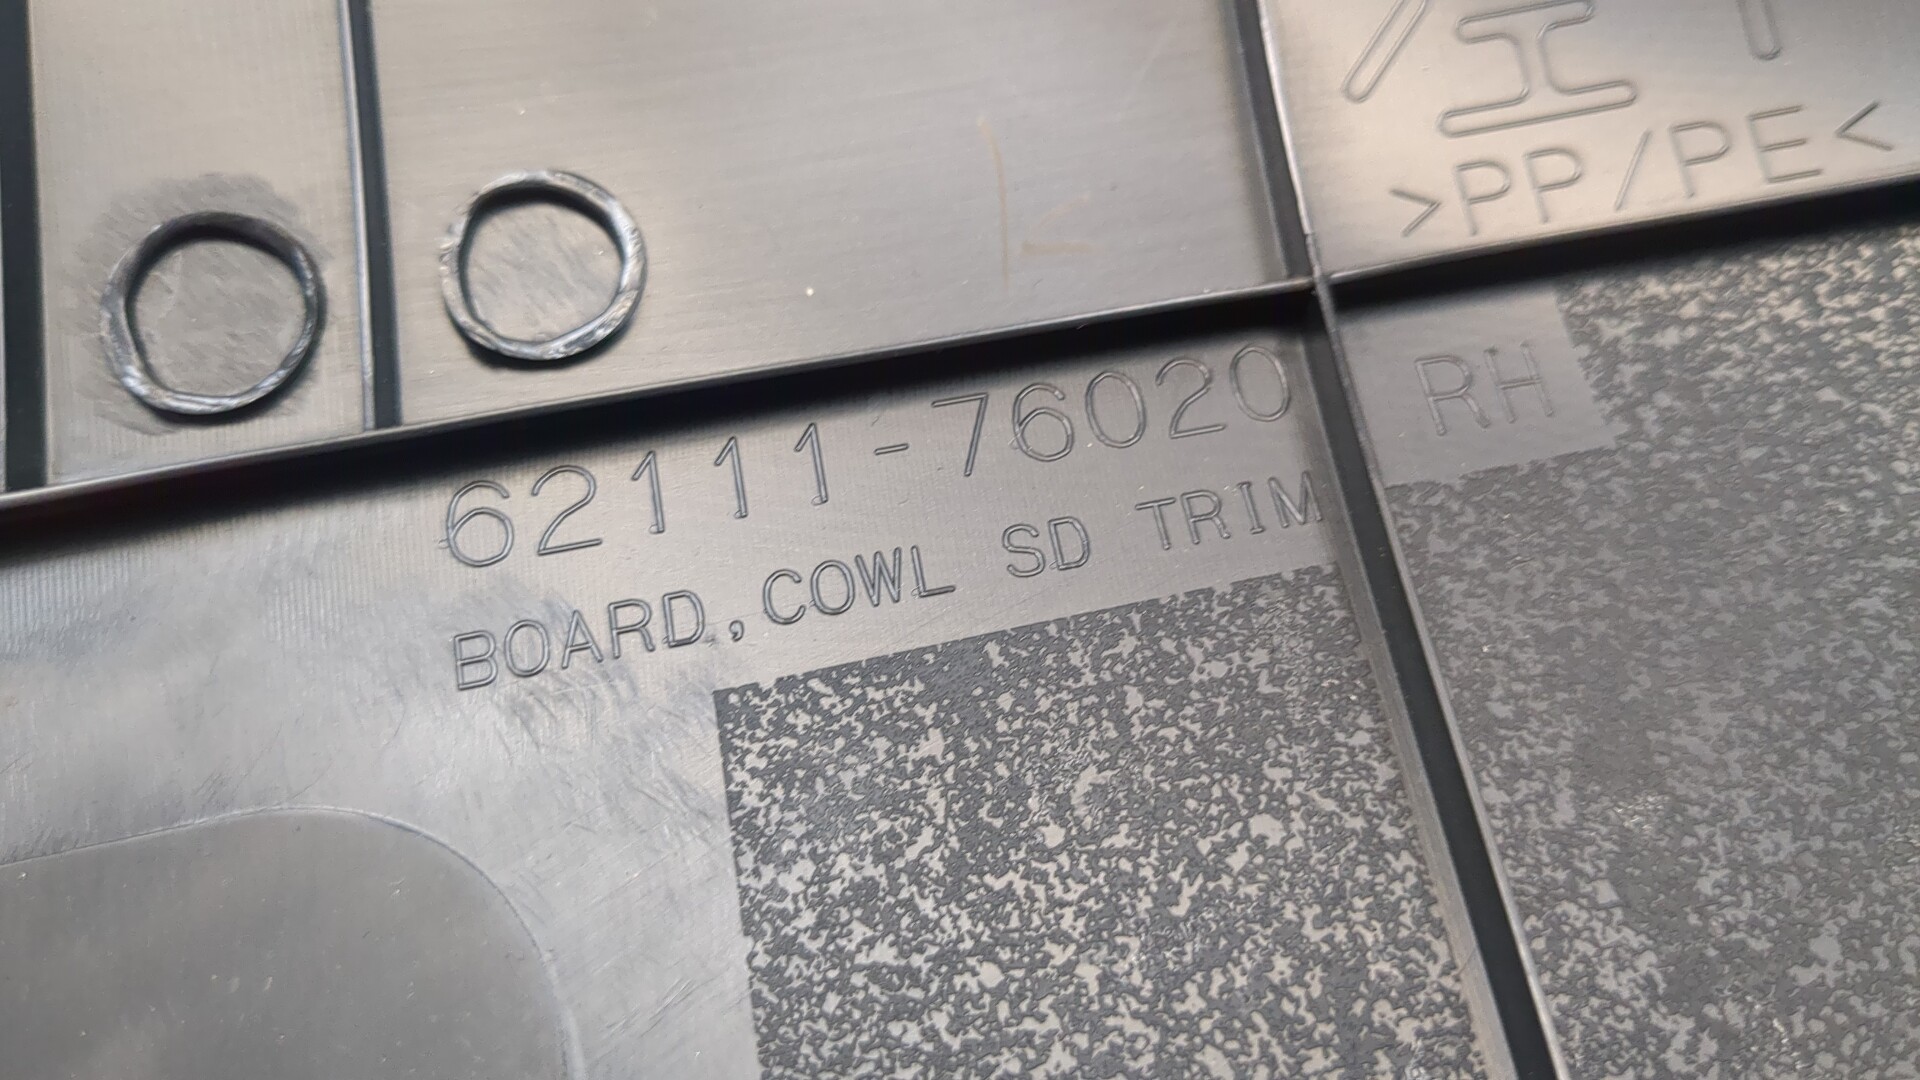 >PP/PE<
62111-76020
RH
BOARD,COWL SD TRIM